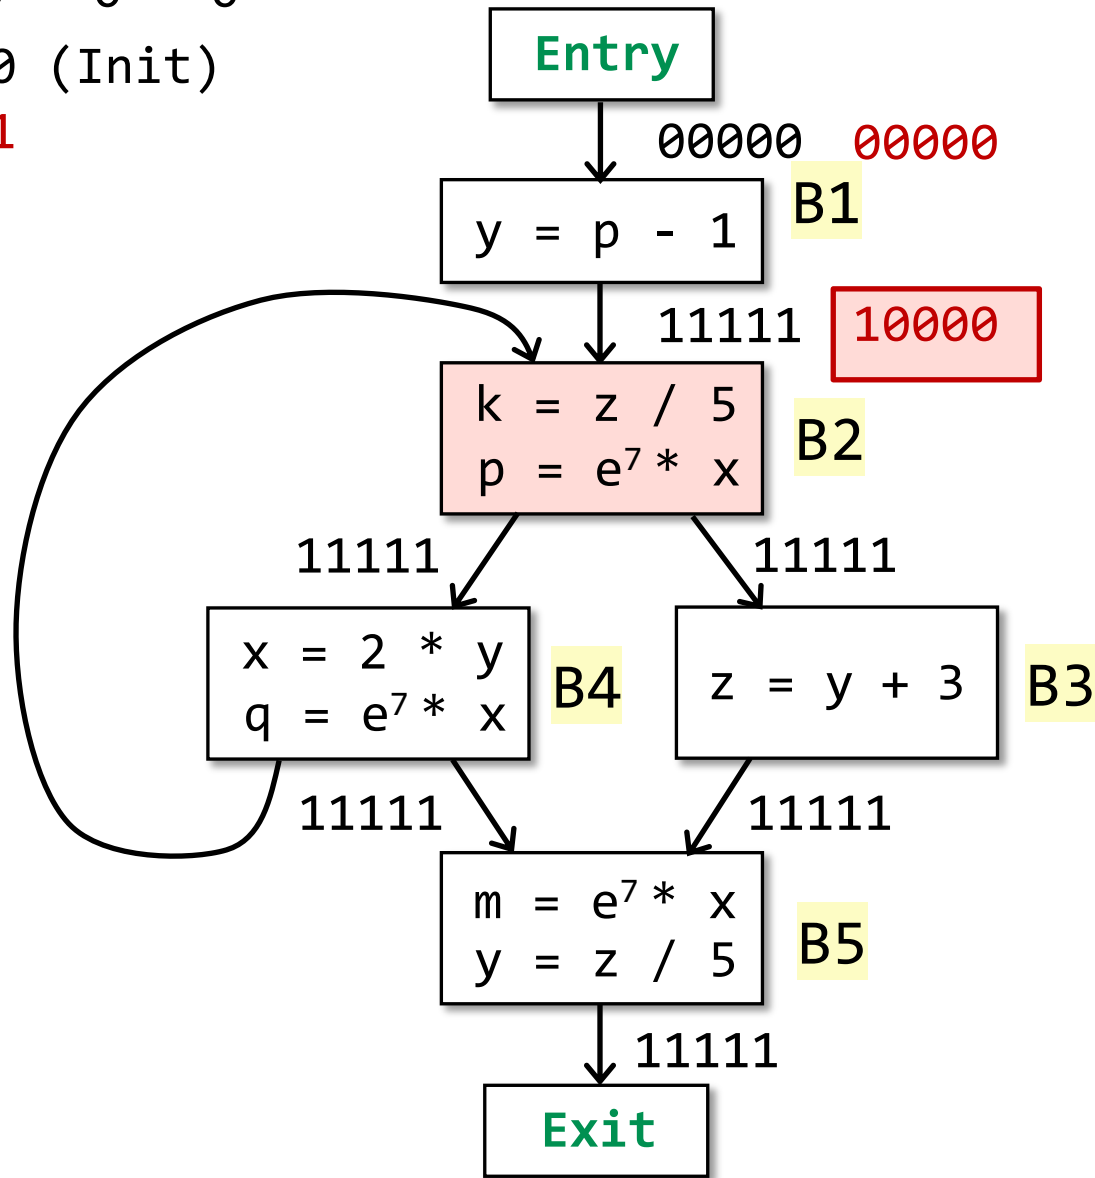 Entry
0 (Init)
1
00000 00000
B1
y = p - 1
11111 10000
k = z / 5
B2
p = e⁷ * x
11111 11111
x = 2 * y
q = e⁷ * x
B4
z = y + 3
B3
11111 11111
m = e⁷ * x
y = z / 5
B5
11111
Exit